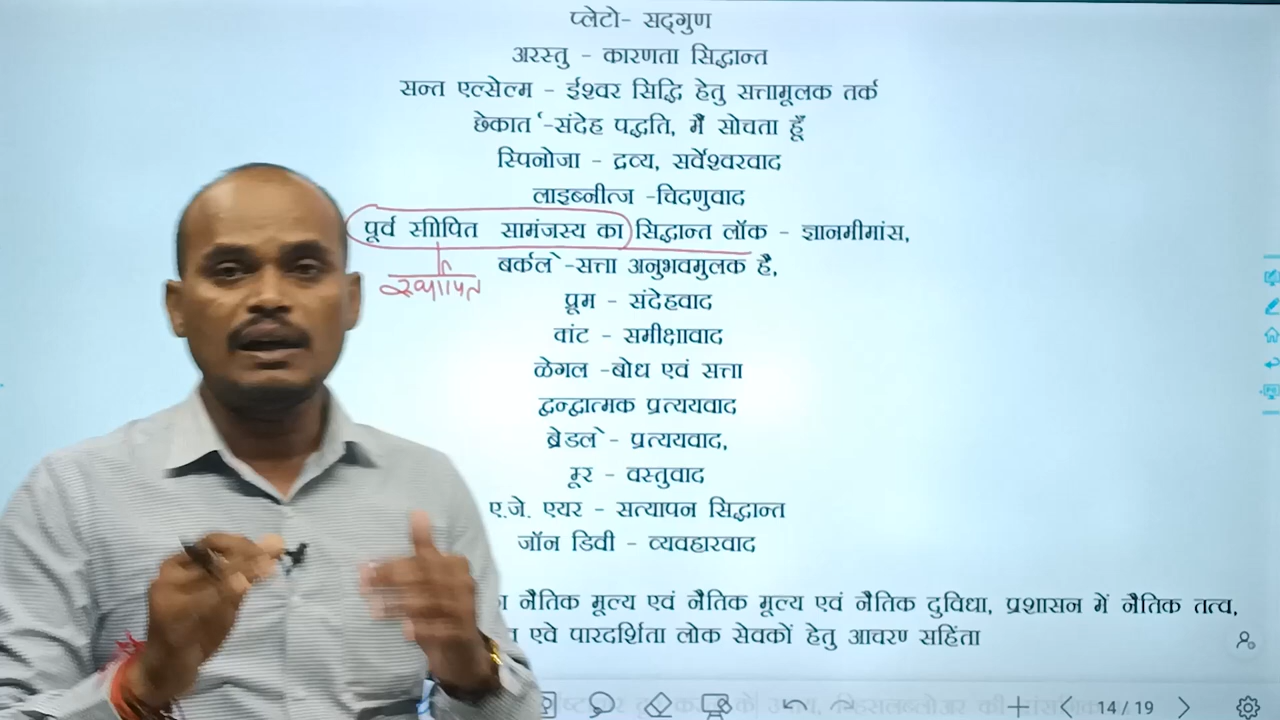 प्लेटो- सद्‌गुण
अरस्तु - कारणता सिद्धान्त
सन्त एल्सेल्म - ईश्वर सिद्धि हेतु सत्तामूलक तर्क
छेकात र्-संदेह पद्धति, मैं सोचता हूँ
स्पिनोजा - द्रव्य, सर्वेश्वरवाद
लाइब्नीत्ज -चिदणुवाद
पूर्व सीापित सामंजस्य का सिद्धान्त लॉक - ज्ञानमीमांस,
स्थापित
बर्कल े-सत्ता अनुभवमुलक है,
प्रूम - संदेहवाद
वांट - समीक्षावाद
ळेगल -बोध एवं सत्ता
द्वन्द्वात्मक प्रत्ययवाद
ब्रेडल े- प्रत्ययवाद,
मूर - वस्तुवाद
ए.जे. एयर - सत्यापन सिद्धान्त
जॉन डिवी - व्यवहारवाद
नैतिक मूल्य एवं नैतिक मूल्य एवं नैतिक दुविधा, प्रशासन में नैतिक तत्व,
एवे पारदर्शिता लोक सेवकों हेतु आचरण सहिंता
14 / 19